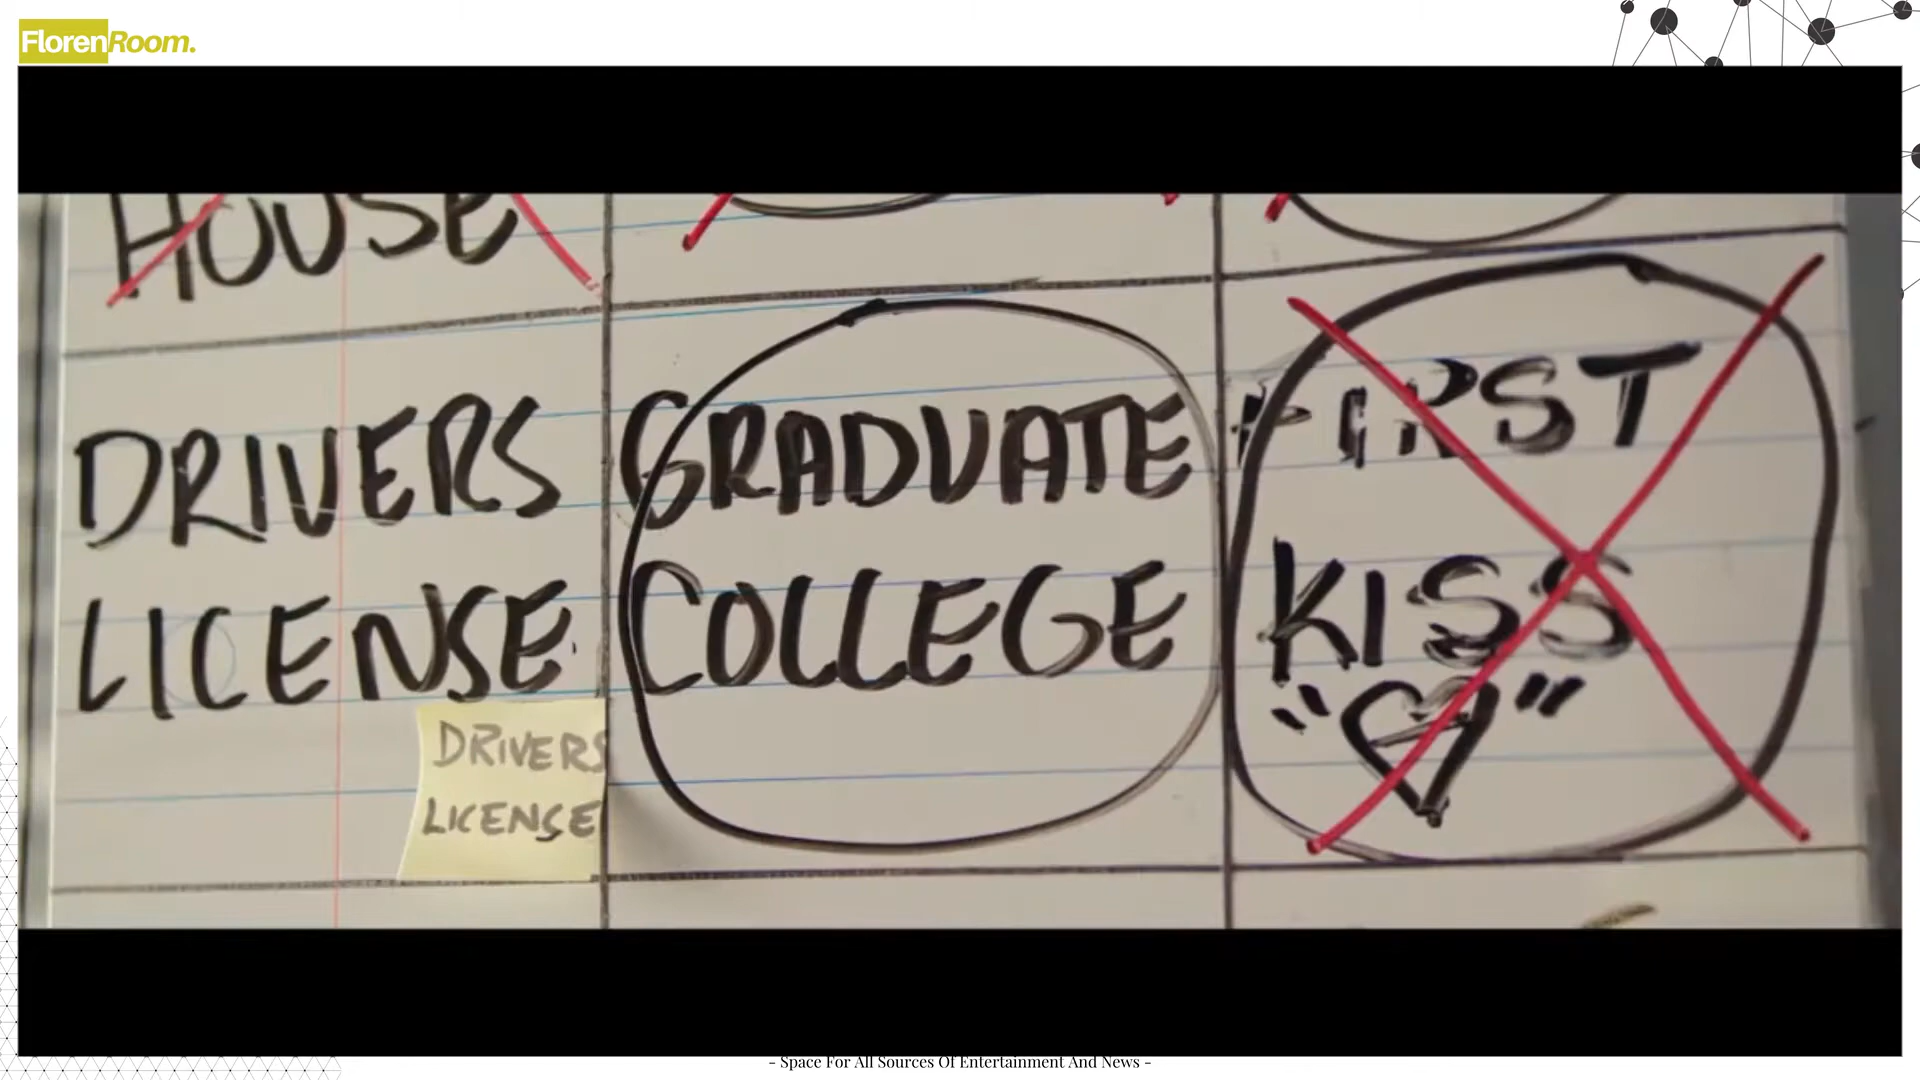 FlorenRoom.
HOUSE
DRIVERS
LICENSE
DRIVERS
LICENSE
GRADUATE
COLLEGE
FIRST
KISS
"♡"
- Space For All Sources Of Entertainment And News -